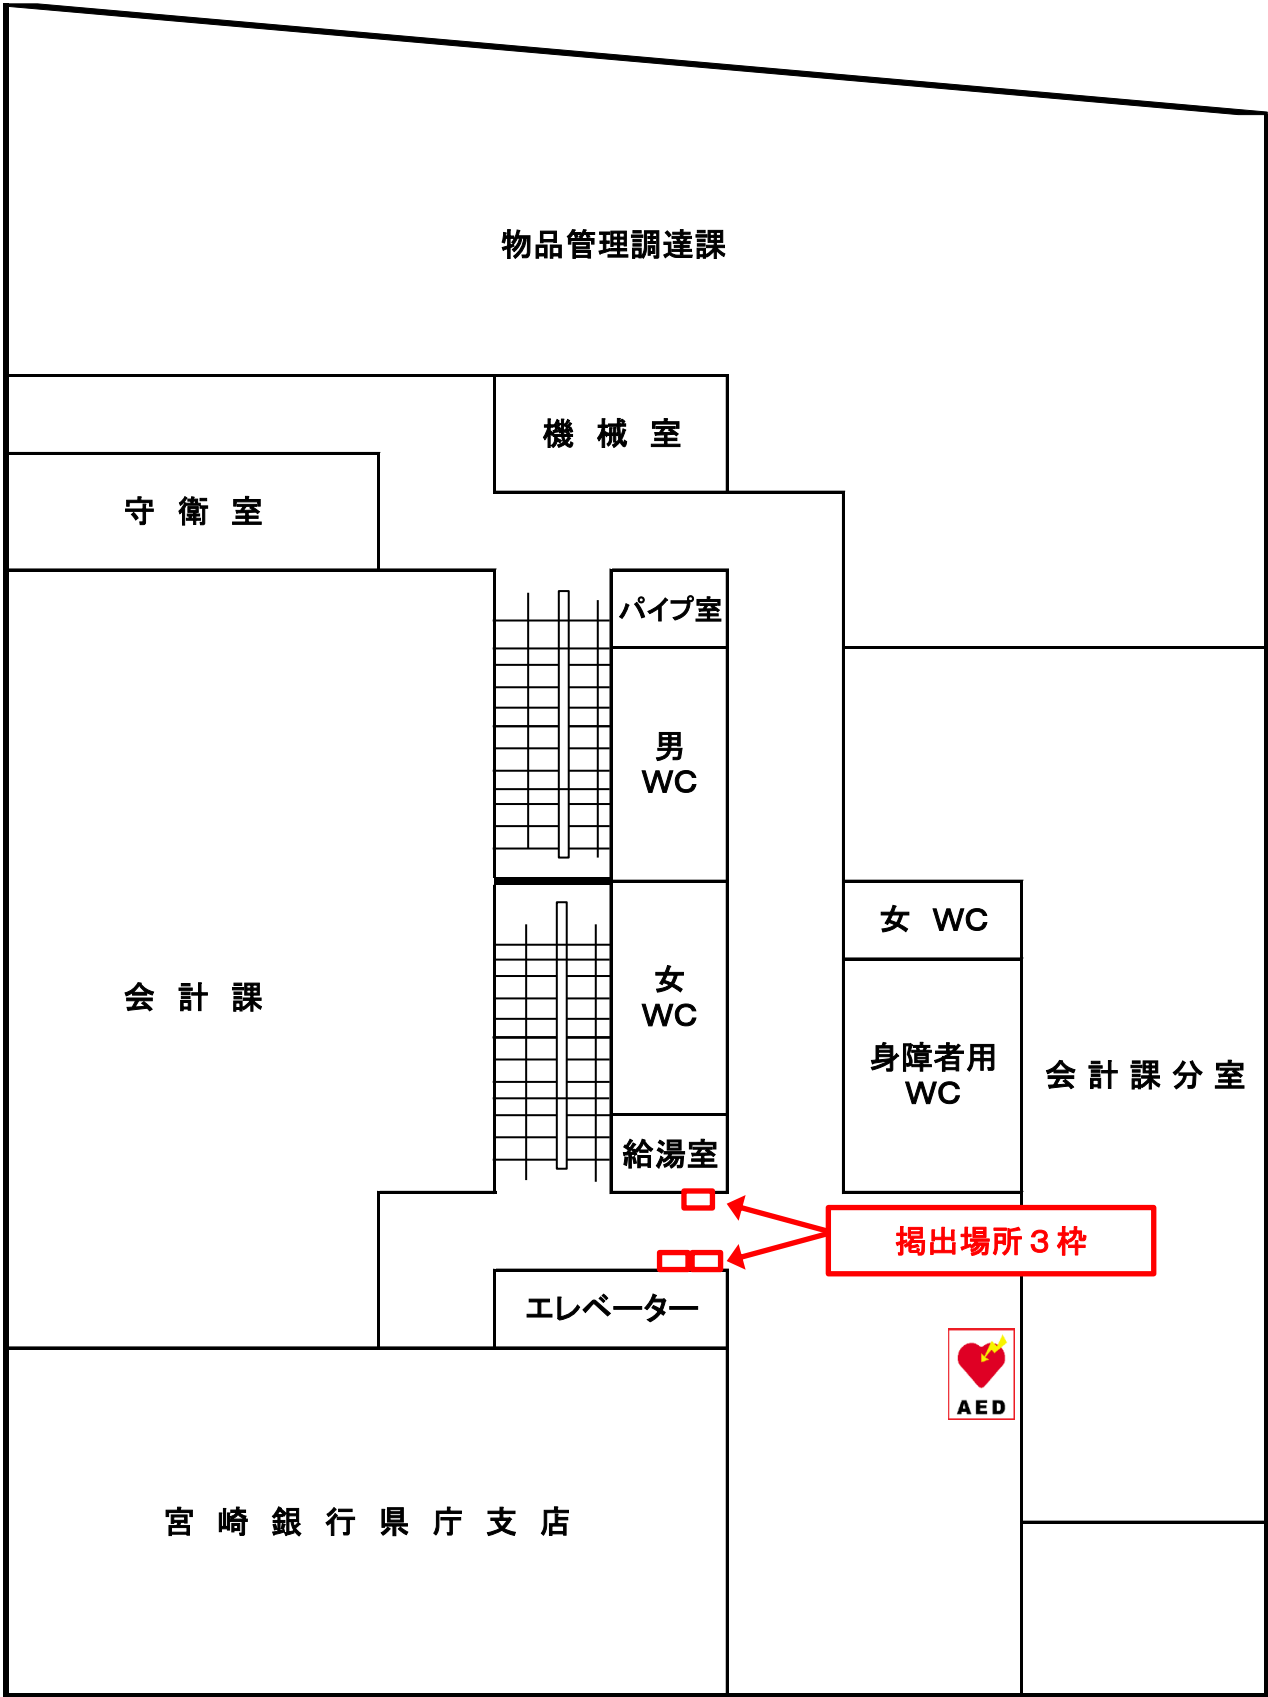 物品管理調達課
機 械 室
守 衛 室
パイプ室
男
WC
女 WC
会 計 課
女
WC
身障者用
WC
会計課分室
給湯室
掲出場所３枠
エレベーター
AED
宮崎銀行県庁支店